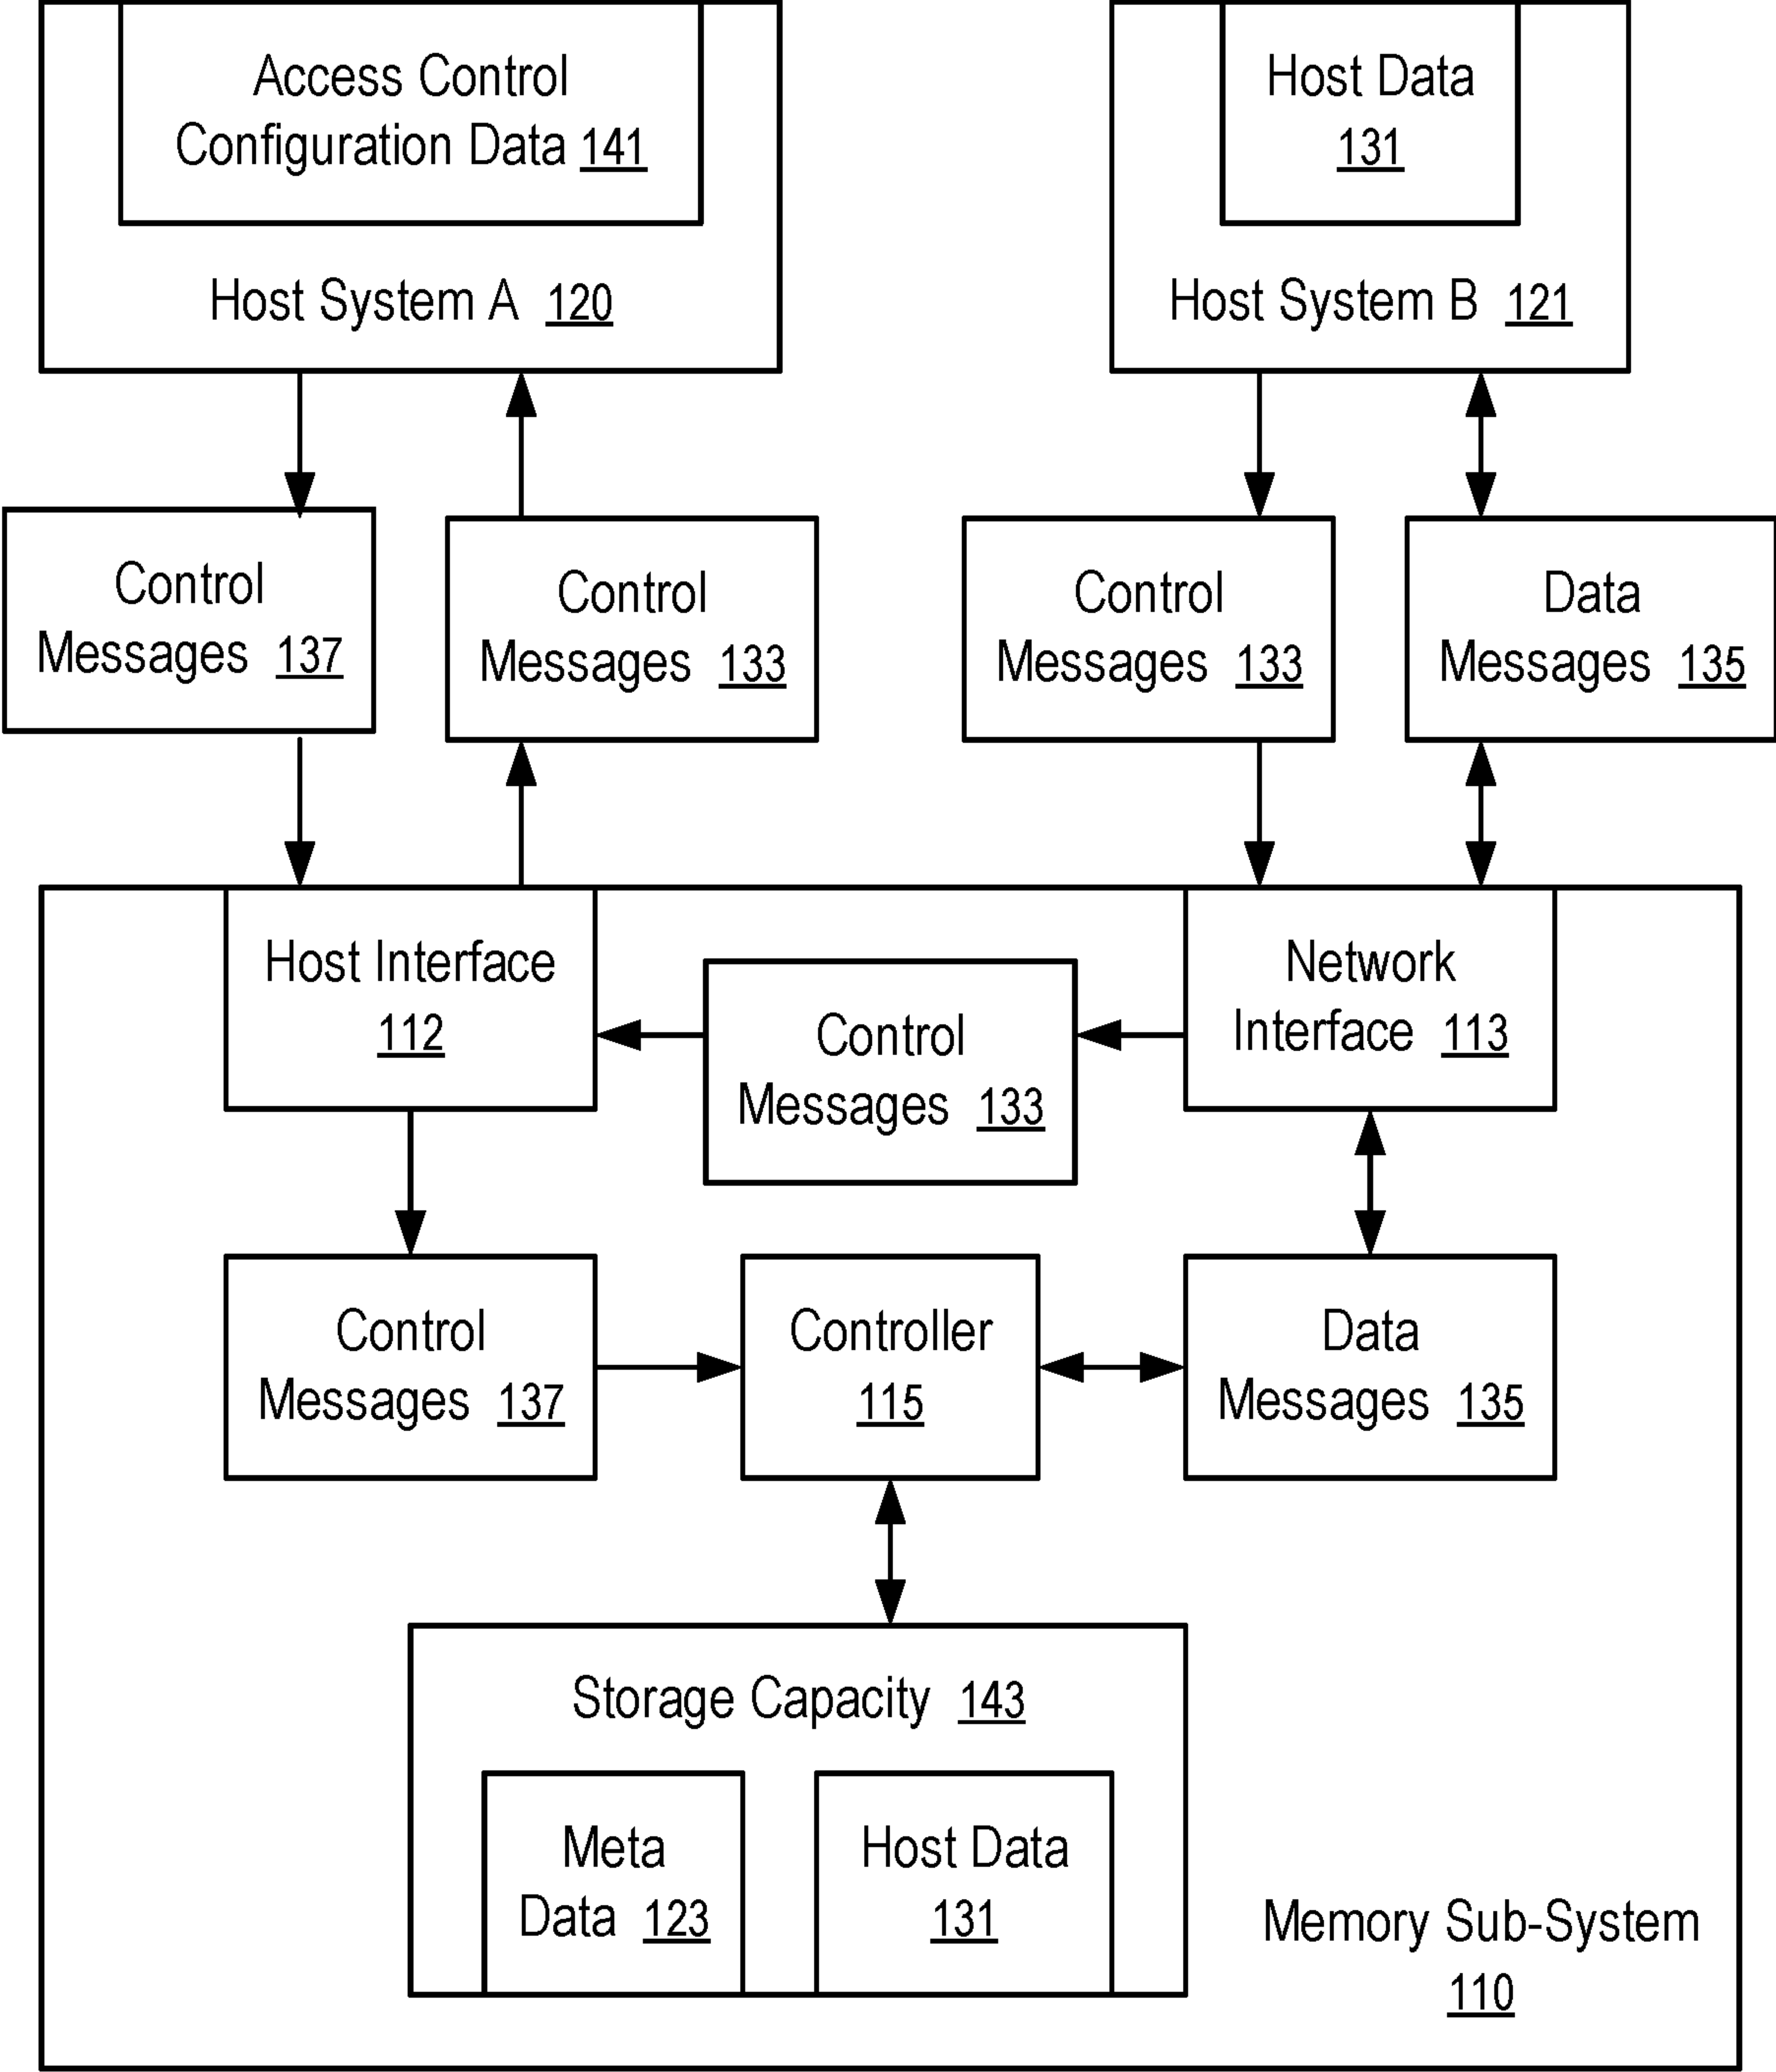 Access Control
Configuration Data 141
Host System A 120
Host Data
131
Host System B 121
Control
Messages 137
Control
Messages 133
Control
Messages 133
Data
Messages 135
Host Interface
112
Control
Messages 133
Network
Interface 113
Control
Messages 137
Controller
115
Data
Messages 135
Storage Capacity 143
Meta
Data 123
Host Data
131
Memory Sub-System
110